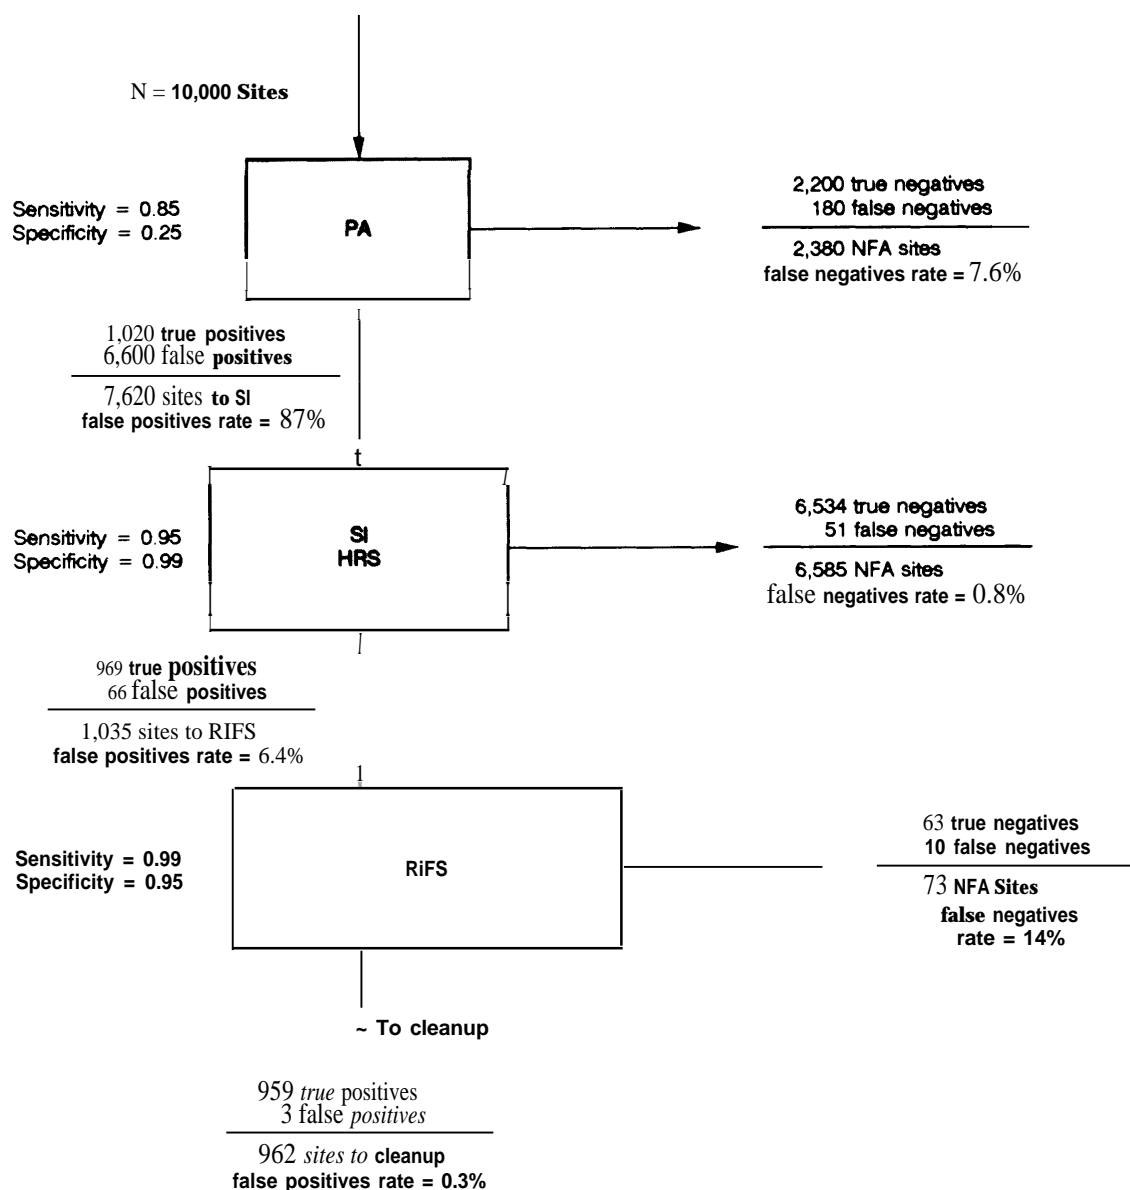 N = 10,000 Sites
Sensitivity = 0.85
Specificity = 0.25
PA
2,200 true negatives
180 false negatives
2,380 NFA sites
false negatives rate = 7.6%
1,020 true positives
6,600 false positives
7,620 sites to SI
false positives rate = 87%
t
Sensitivity = 0.95
Specificity = 0.99
SI
HRS
6,534 true negatives
51 false negatives
6,585 NFA sites
false negatives rate = 0.8%
969 true positives
66 false positives
1,035 sites to RIFS
false positives rate = 6.4%
1
Sensitivity = 0.99
Specificity = 0.95
RiFS
63 true negatives
10 false negatives
73 NFA Sites
false negatives
rate = 14%
~ To cleanup
959 true positives
3 false positives
962 sites to cleanup
false positives rate = 0.3%